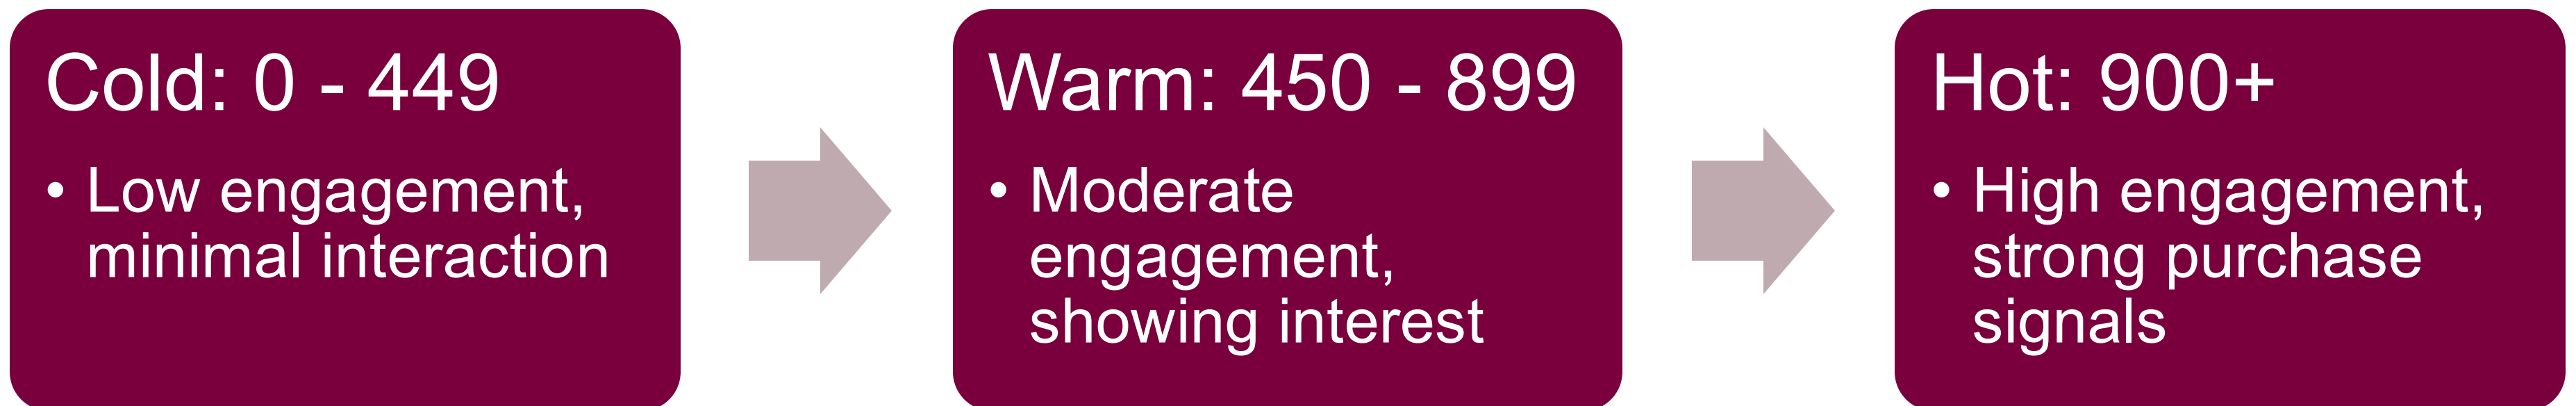 Cold: 0 - 449
• Low engagement,
minimal interaction
Warm: 450 - 899
• Moderate
engagement,
showing interest
Hot: 900+
• High engagement,
strong purchase
signals